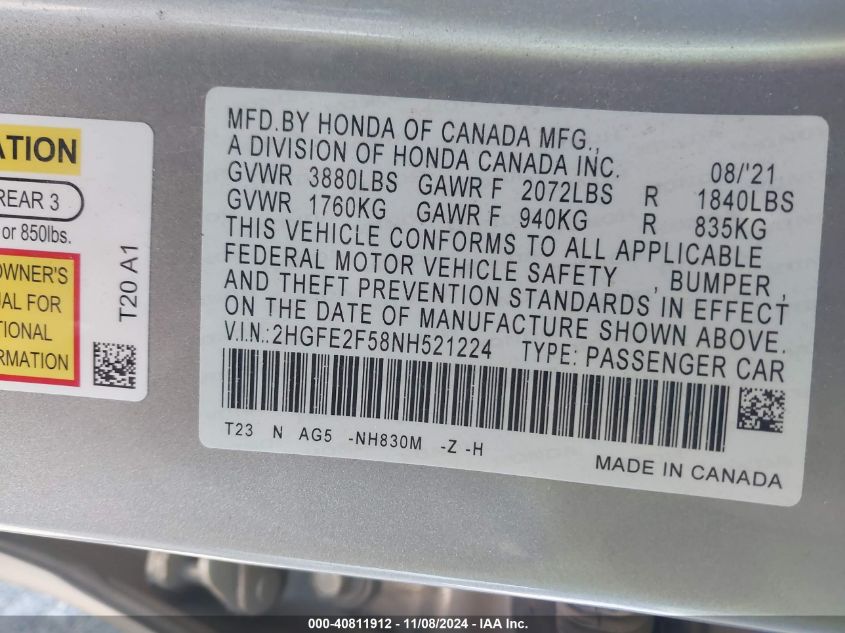 ATION
REAR 3
or 850lbs.
OWNER'S
UAL FOR
TIONAL
ORMATION
T20 A1
MFD.BY HONDA OF CANADA MFG.,
A DIVISION OF HONDA CANADA INC. 08/'21
GVWR 3880LBS GAWR F 2072LBS R 1840LBS
GVWR 1760KG GAWR F 940KG R 835KG
THIS VEHICLE CONFORMS TO ALL APPLICABLE
FEDERAL MOTOR VEHICLE SAFETY , BUMPER ,
AND THEFT PREVENTION STANDARDS IN EFFECT
ON THE DATE OF MANUFACTURE SHOWN ABOVE.
V.I.N.: 2HGFE2F58NH521224 TYPE: PASSENGER CAR
T23 N AG5 -NH830M -Z -H
MADE IN CANADA
000-40811912 - 11/08/2024 - IAA Inc.